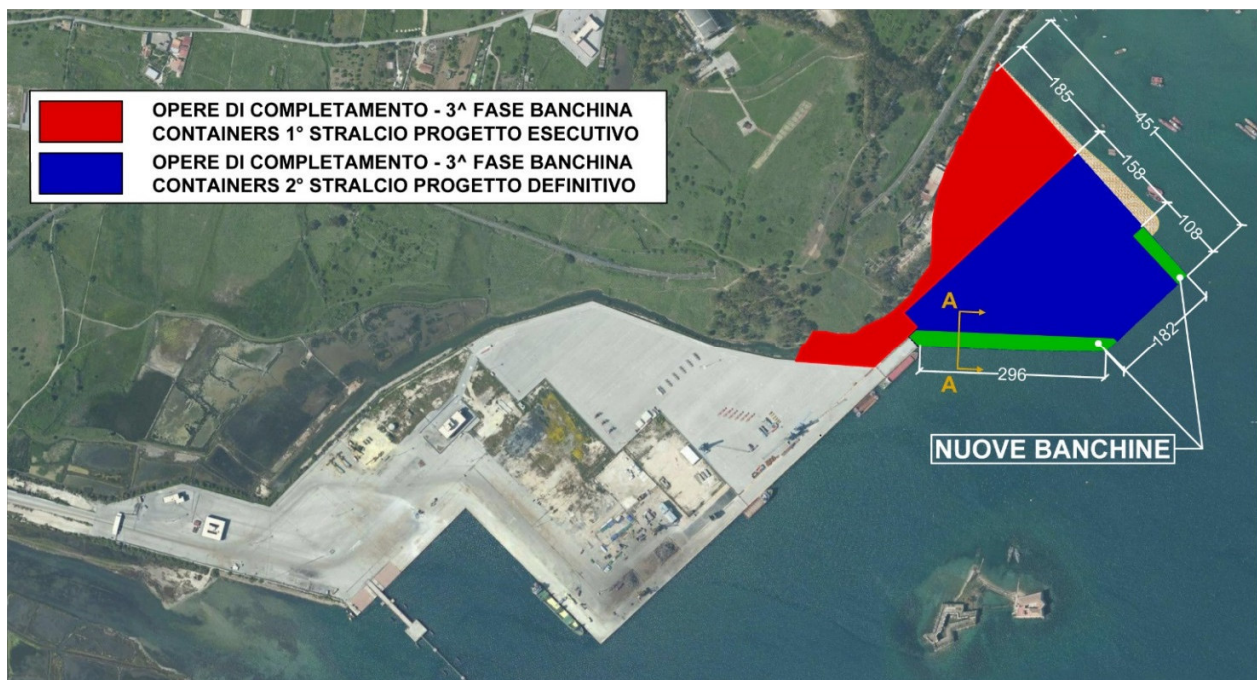 OPERE DI COMPLETAMENTO - 3^ FASE BANCHINA
CONTAINERS 1° STRALCIO PROGETTO ESECUTIVO
OPERE DI COMPLETAMENTO - 3^ FASE BANCHINA
CONTAINERS 2° STRALCIO PROGETTO DEFINITIVO
185
451
158
108
182
A
A
296
NUOVE BANCHINE